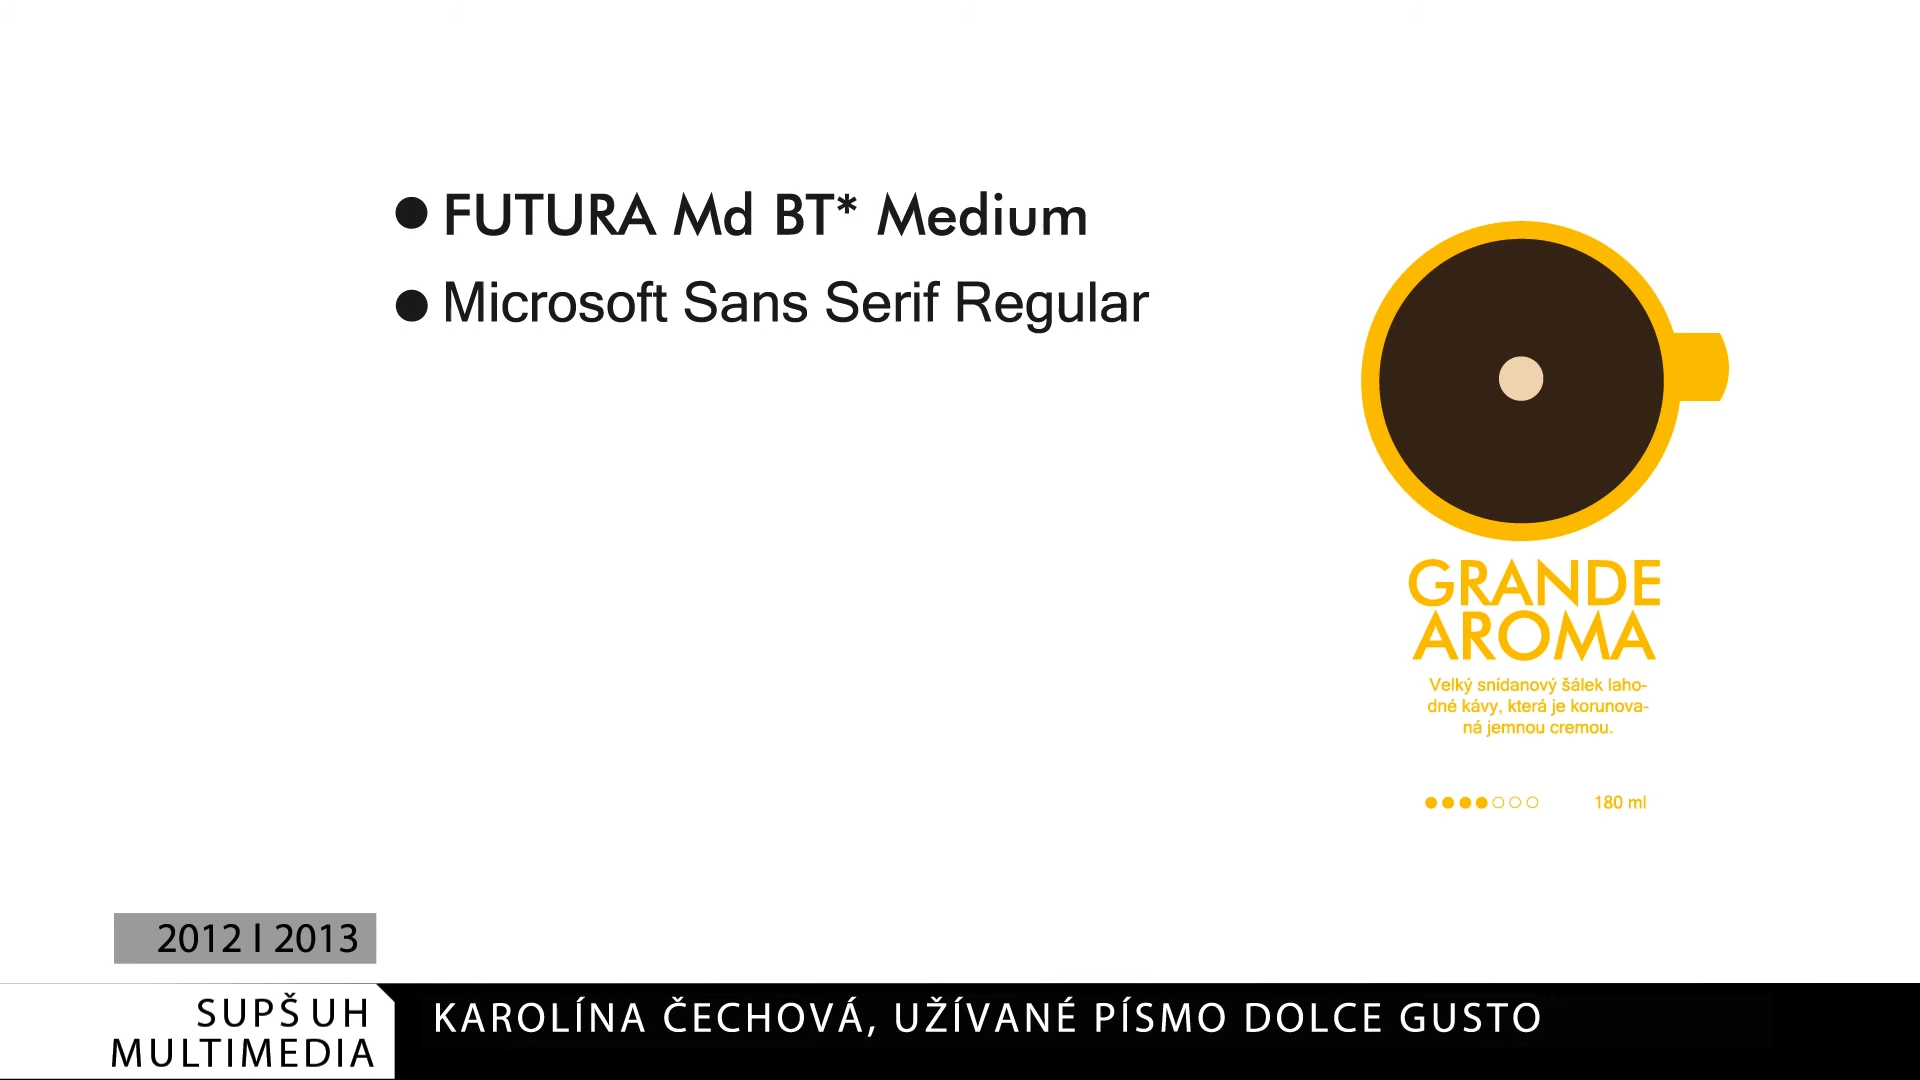 FUTURA Md BT* Medium
Microsoft Sans Serif Regular
GRANDE
AROMA
Velký snídanový šálek laho-
dné kávy, která je korunova-
ná jemnou cremou.
180 ml
2012 I 2013
SUPŠ UH
MULTIMEDIA
KAROLÍNA ČECHOVÁ, UŽÍVANÉ PÍSMO DOLCE GUSTO